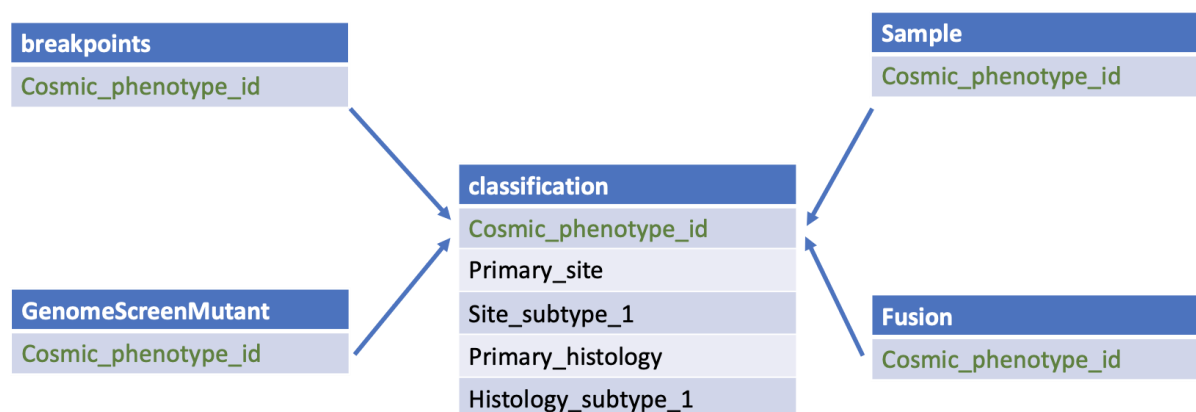 breakpoints
Cosmic_phenotype_id
Sample
Cosmic_phenotype_id
classification
Cosmic_phenotype_id
Primary_site
Site_subtype_1
Primary_histology
Histology_subtype_1
GenomeScreenMutant
Cosmic_phenotype_id
Fusion
Cosmic_phenotype_id